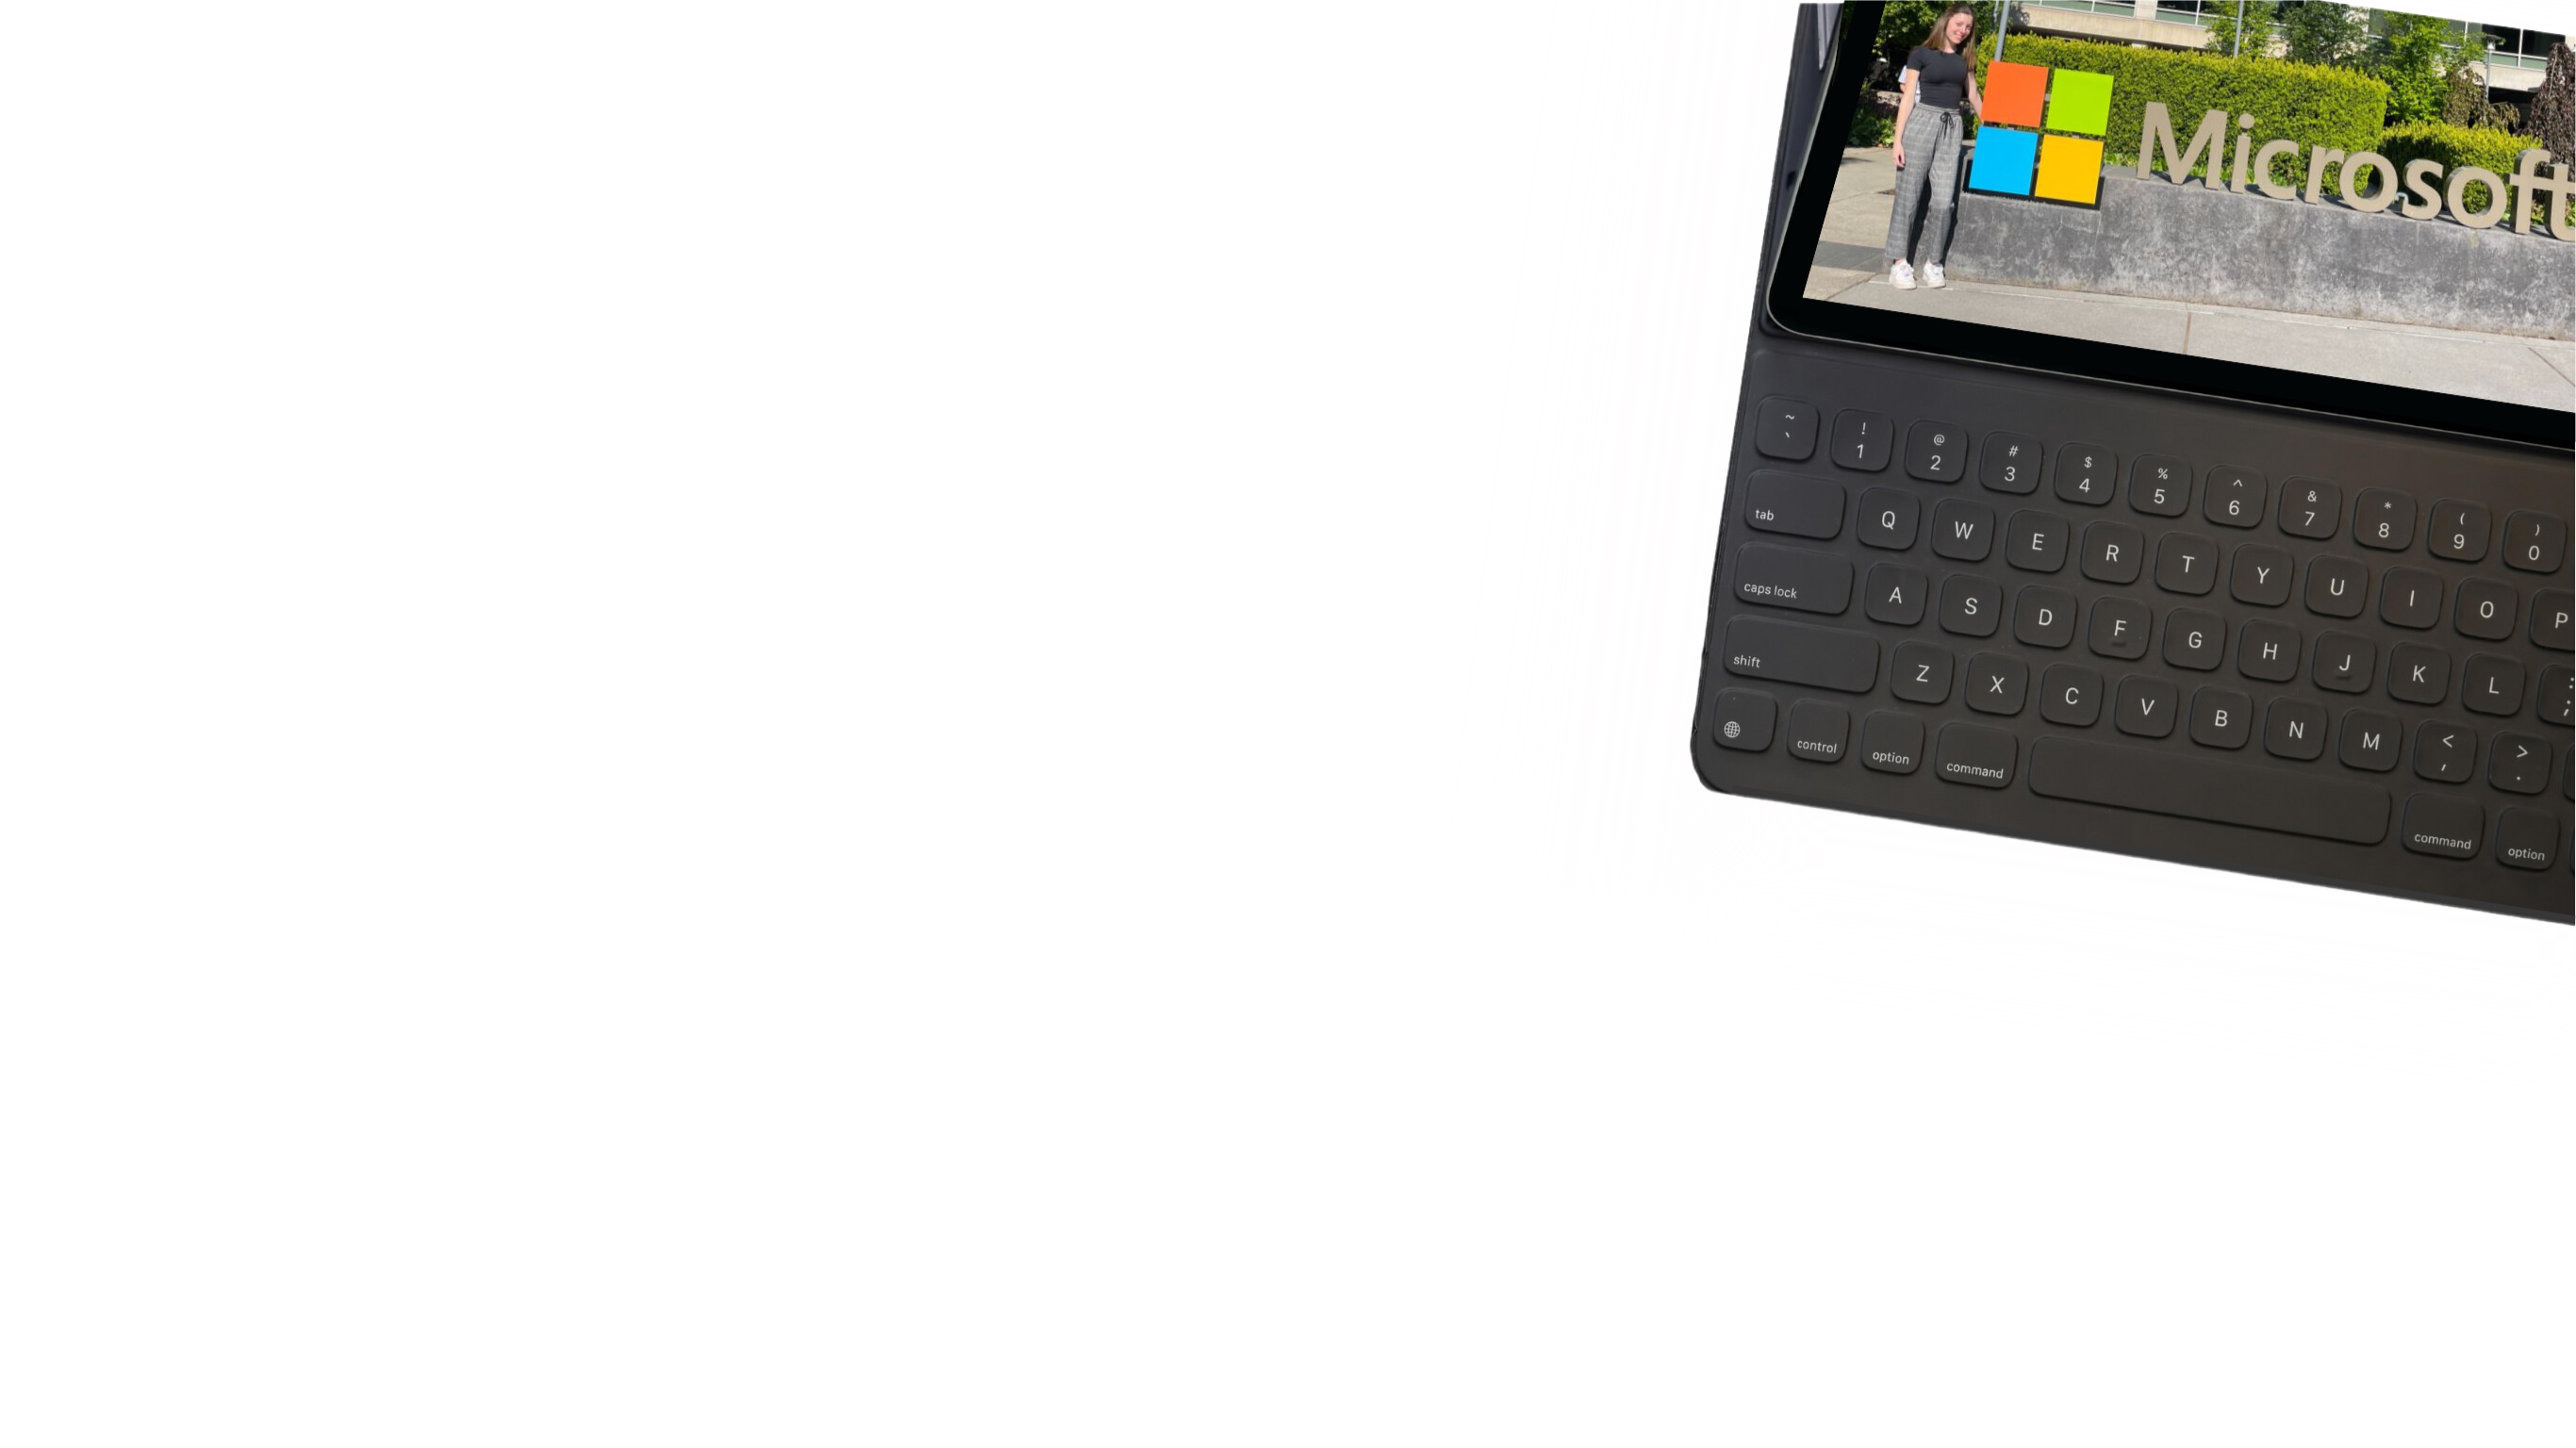 Microsoft
~ ! @ # $ % ^ & * ( )
` 1 2 3 4 5 6 7 8 9 0
tab Q W E R T Y U I O P
caps lock A S D F G H J K L : ;
shift Z X C V B N M < , > .
control option command command option